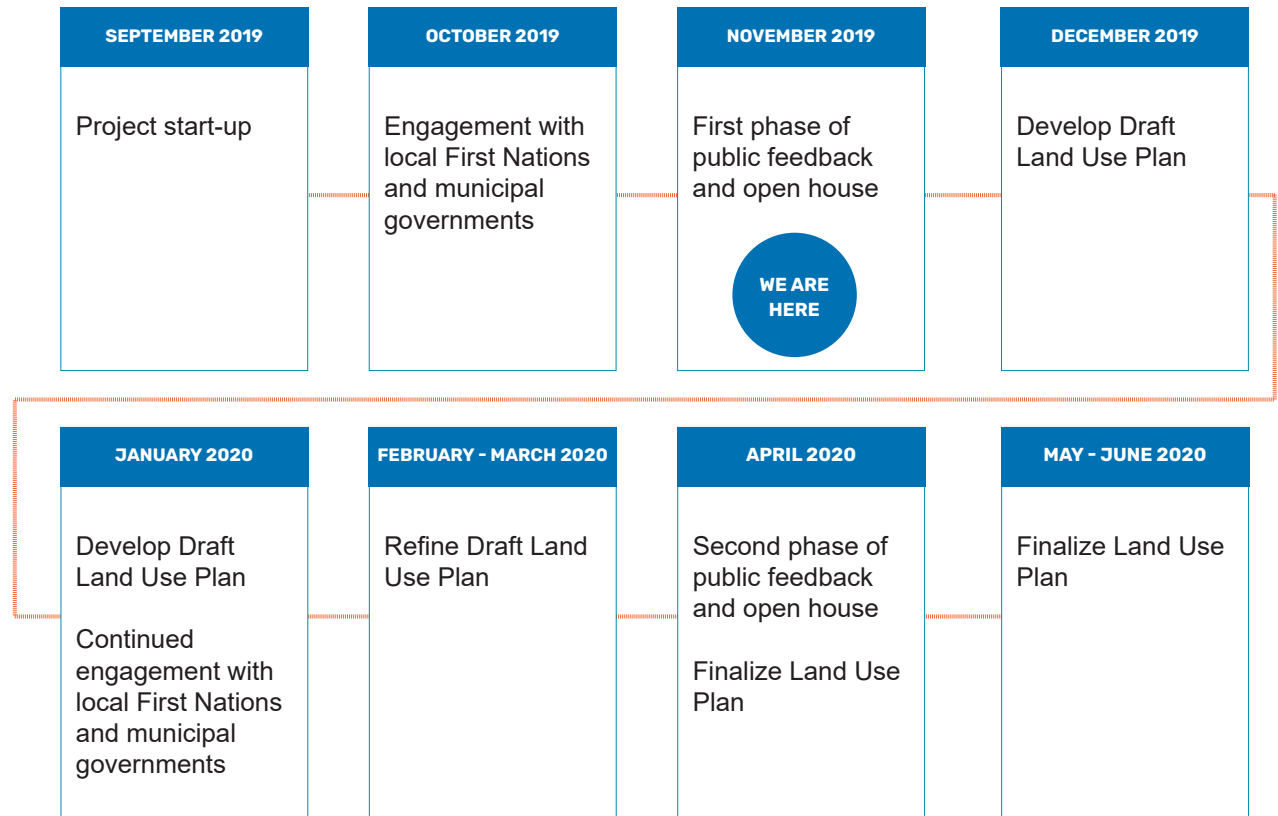 SEPTEMBER 2019
Project start-up
OCTOBER 2019
Engagement with
local First Nations
and municipal
governments
NOVEMBER 2019
First phase of
public feedback
and open house
WE ARE
HERE
DECEMBER 2019
Develop Draft
Land Use Plan
JANUARY 2020
Develop Draft
Land Use Plan
Continued
engagement with
local First Nations
and municipal
governments
FEBRUARY - MARCH 2020
Refine Draft Land
Use Plan
APRIL 2020
Second phase of
public feedback
and open house
Finalize Land Use
Plan
MAY - JUNE 2020
Finalize Land Use
Plan